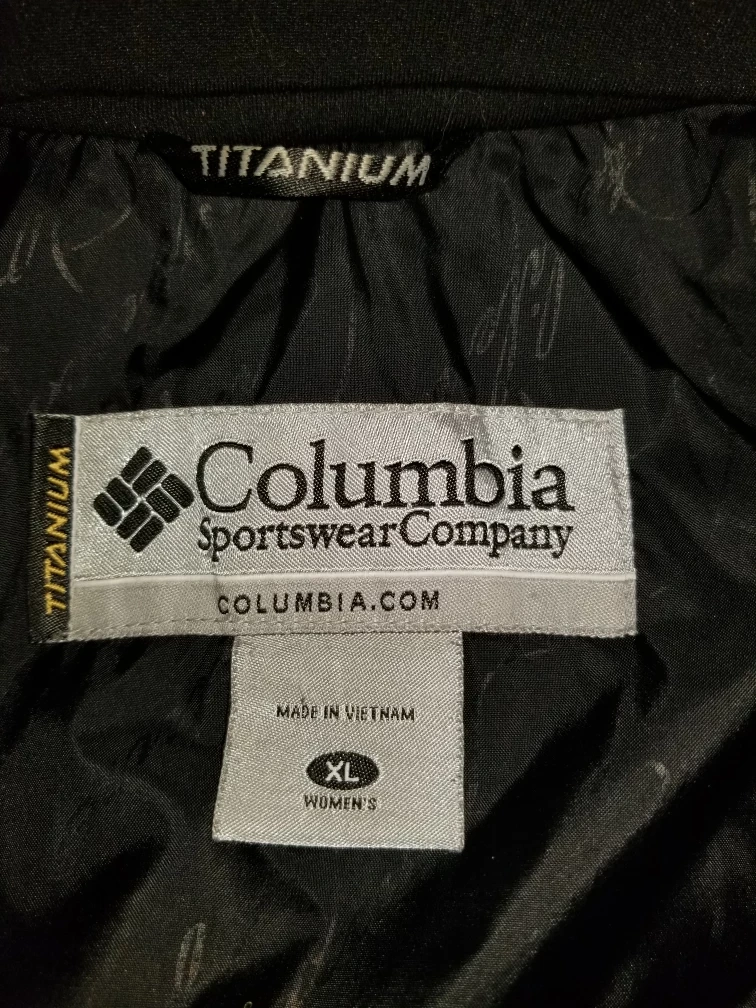 TITANIUM
TITANIUM
Columbia
Sportswear Company
COLUMBIA.COM
MADE IN VIETNAM
XL
WOMEN'S